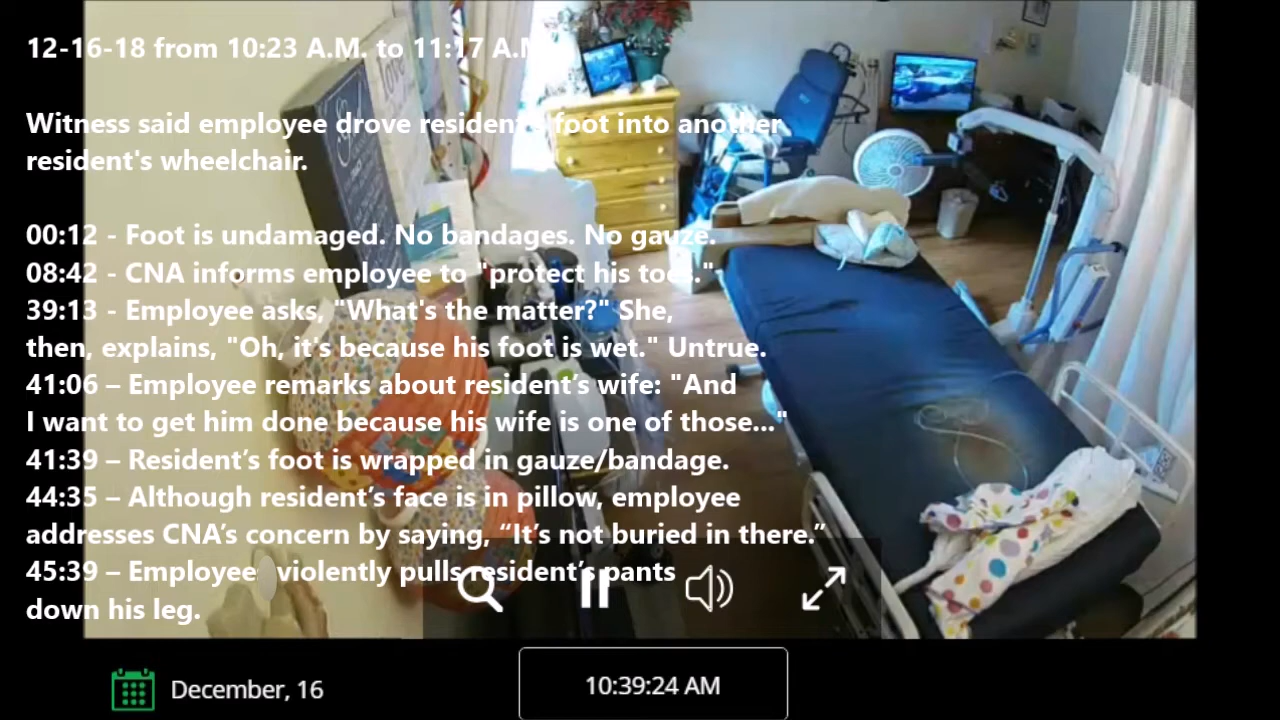 12-16-18 from 10:23 A.M. to 11:17 A.M.
Witness said employee drove resident's foot into another
resident's wheelchair.
00:12 - Foot is undamaged. No bandages. No gauze.
08:42 - CNA informs employee to "protect his toes."
39:13 - Employee asks, "What's the matter?" She,
then, explains, "Oh, it's because his foot is wet." Untrue.
41:06 – Employee remarks about resident’s wife: "And
I want to get him done because his wife is one of those..."
41:39 – Resident’s foot is wrapped in gauze/bandage.
44:35 – Although resident’s face is in pillow, employee
addresses CNA’s concern by saying, “It’s not buried in there.”
45:39 – Employee violently pulls resident’s pants
down his leg.
December, 16
10:39:24 AM